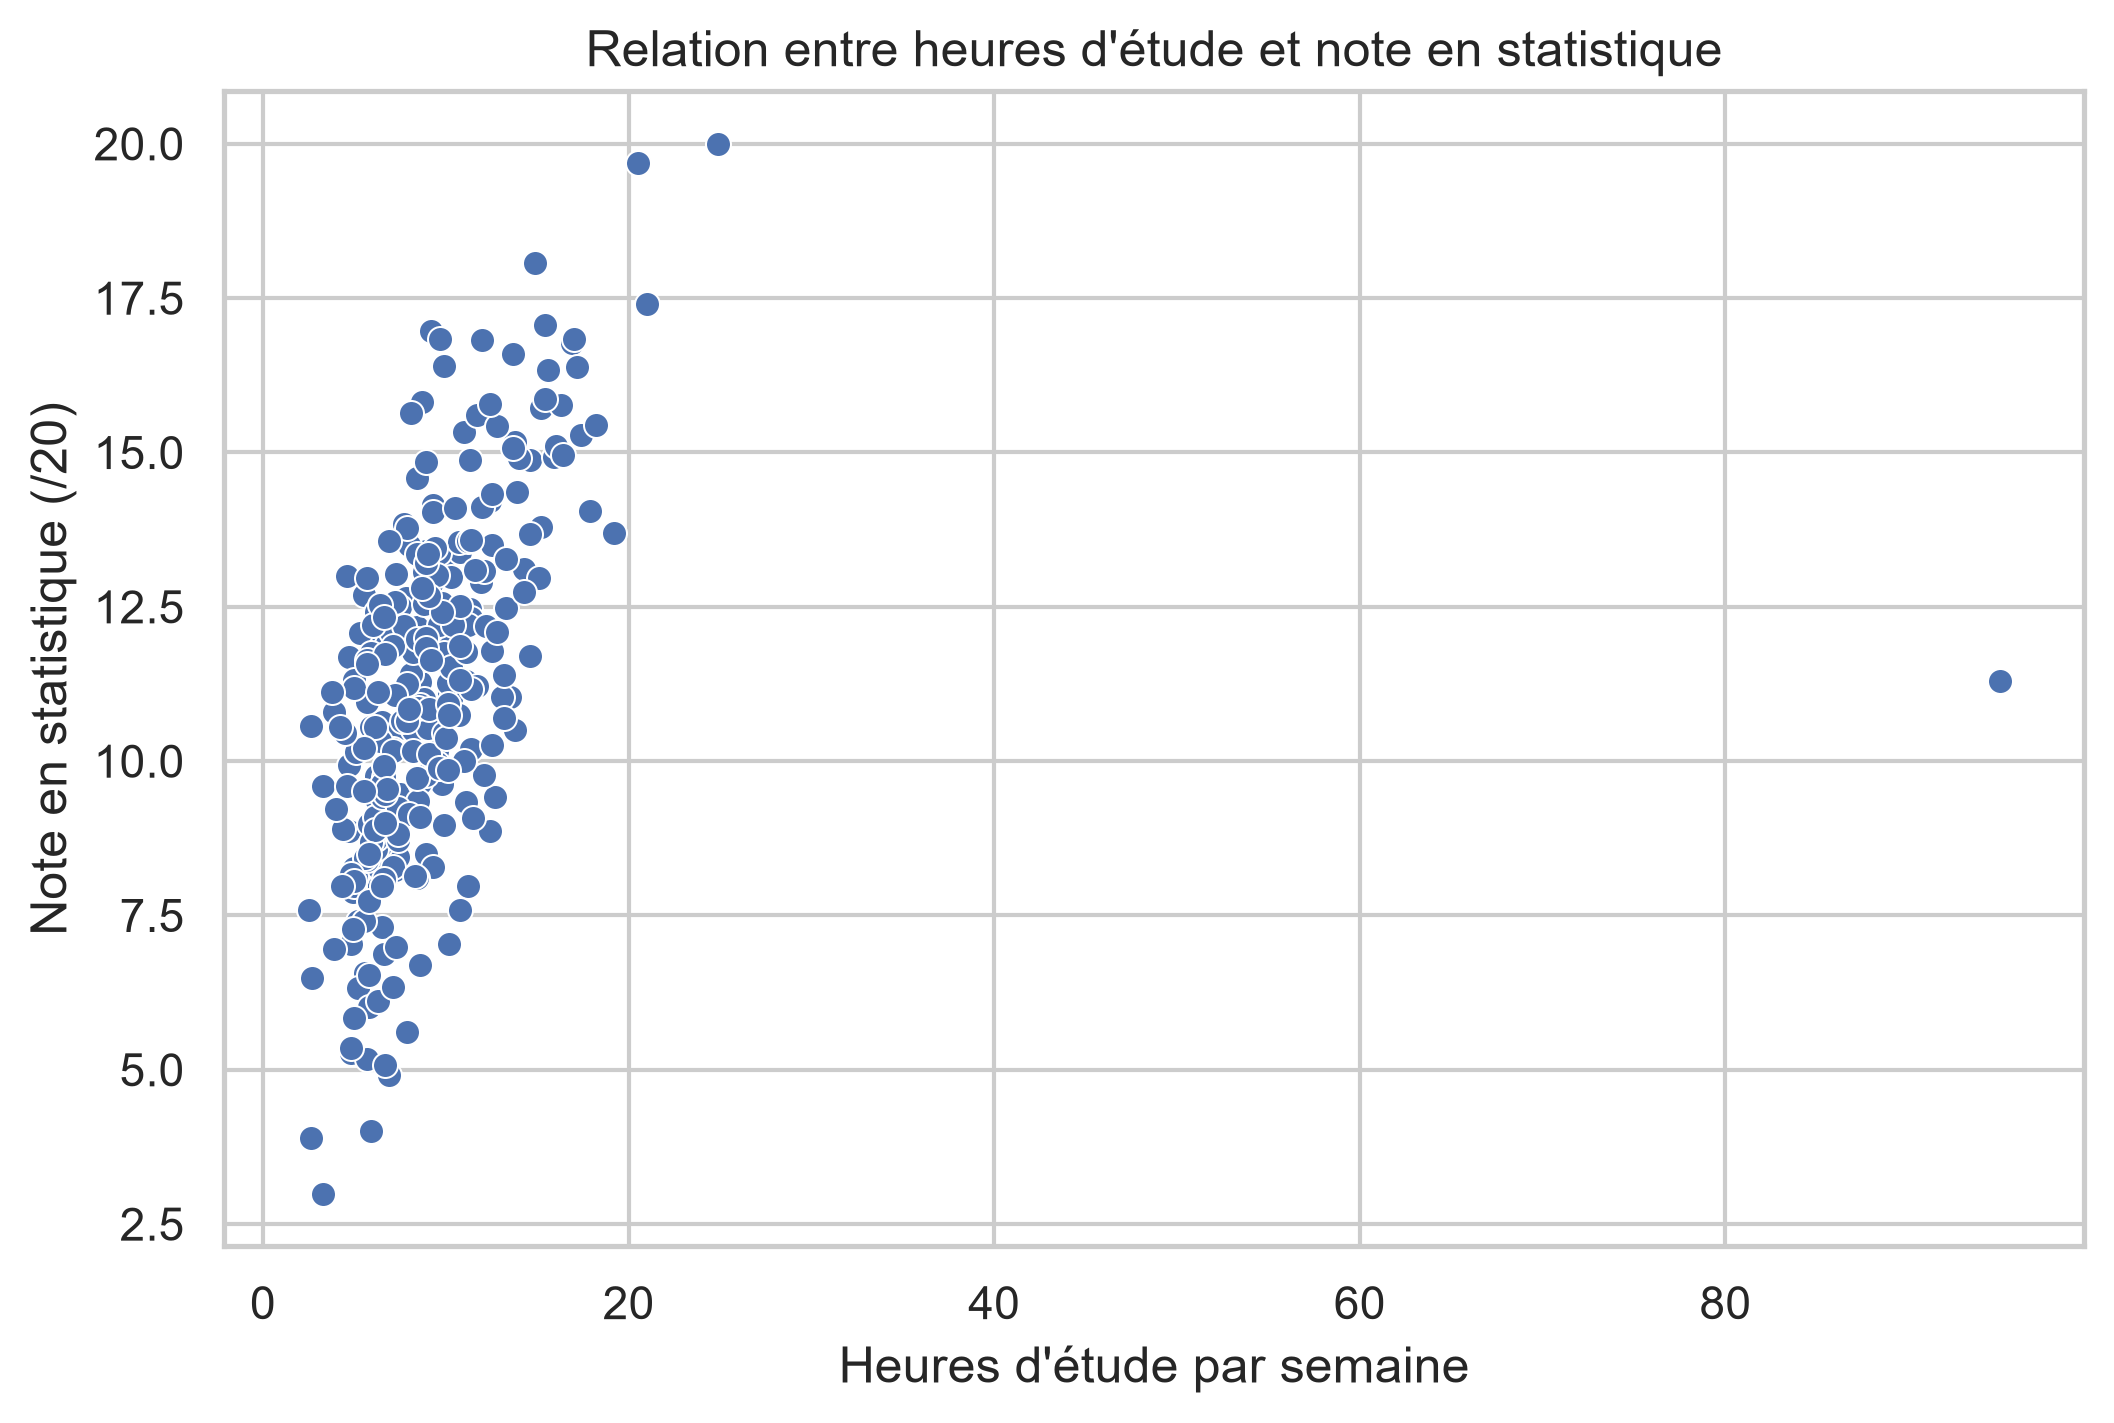 Relation entre heures d'étude et note en statistique
20.0
17.5
15.0
12.5
10.0
7.5
5.0
2.5
Note en statistique (/20)
0 20 40 60 80
Heures d'étude par semaine